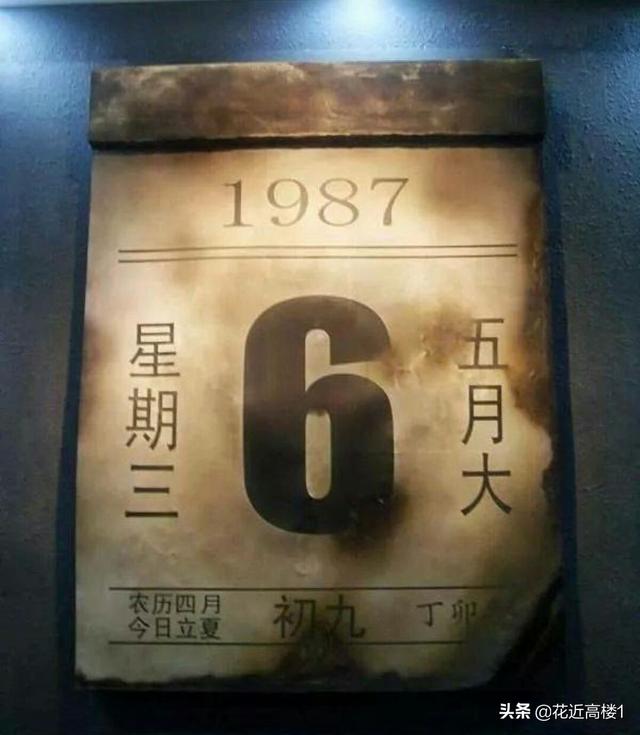 1987
五月大
6
星期三
农历四月
今日立夏
初九
丁卯
头条 @花近高楼1